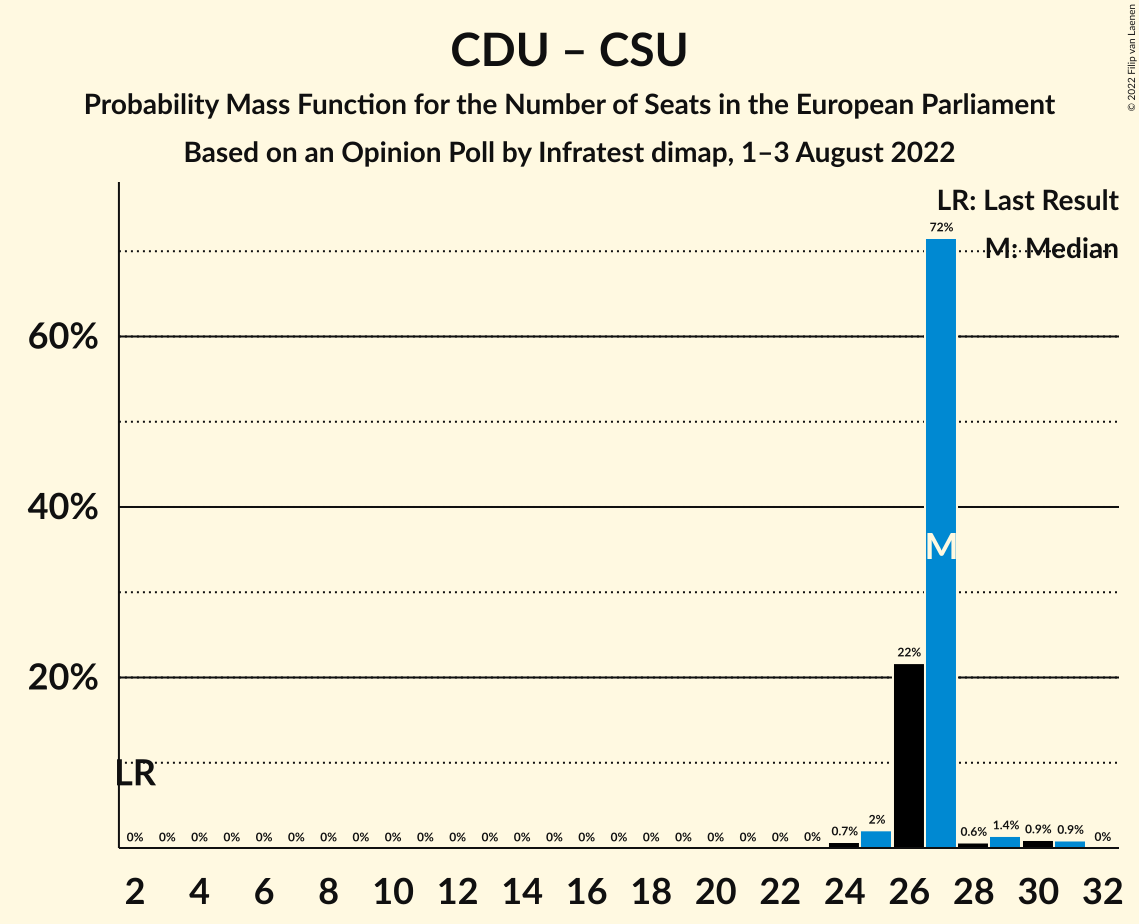 CDU – CSU
Probability Mass Function for the Number of Seats in the European Parliament
Based on an Opinion Poll by Infratest dimap, 1–3 August 2022
© 2022 Filip van Laenen
LR: Last Result
M: Median
72%
60%
40%
M
22%
20%
LR
0% 0% 0% 0% 0% 0% 0% 0% 0% 0% 0% 0% 0% 0% 0% 0% 0% 0% 0% 0% 0% 0% 0.7% 2% 0.6% 1.4% 0.9% 0.9% 0%
2 4 6 8 10 12 14 16 18 20 22 24 26 28 30 32